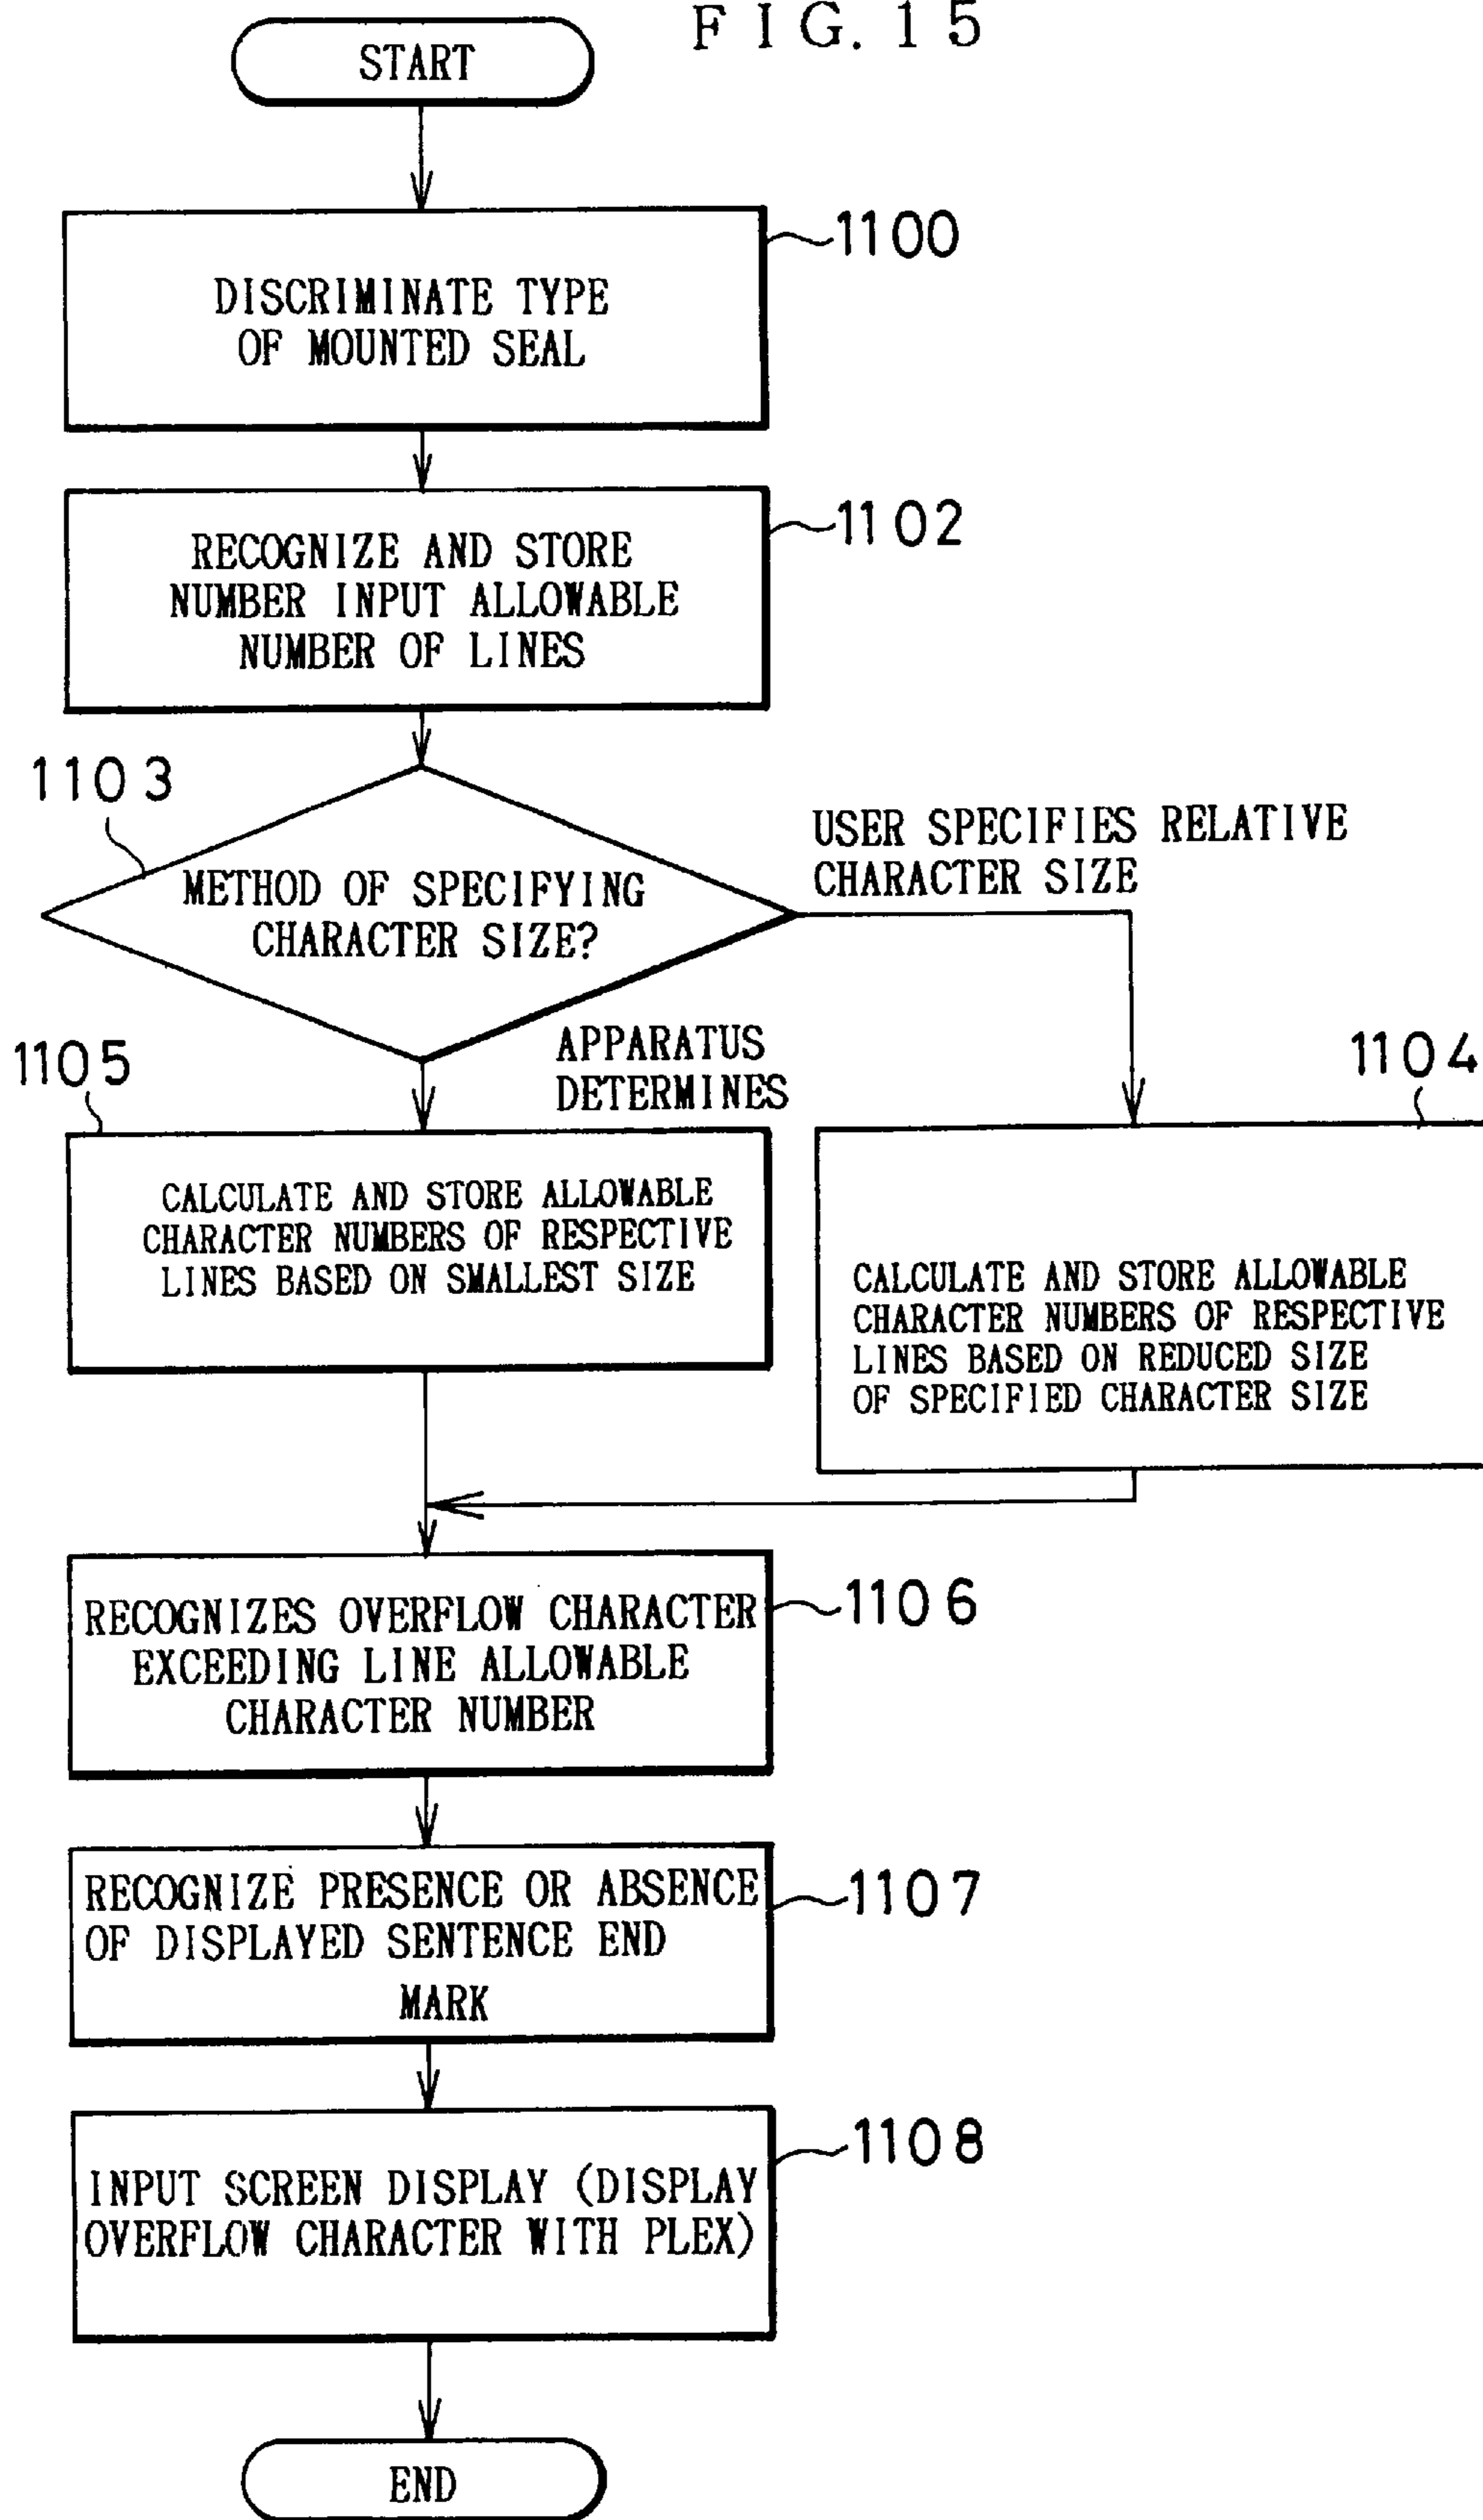 FIG. 15
START
1100
DISCRIMINATE TYPE
OF MOUNTED SEAL
1102
RECOGNIZE AND STORE
NUMBER INPUT ALLOWABLE
NUMBER OF LINES
1103
METHOD OF SPECIFYING
CHARACTER SIZE?
USER SPECIFIES RELATIVE
CHARACTER SIZE
APPARATUS
DETERMINES
1105
CALCULATE AND STORE ALLOWABLE
CHARACTER NUMBERS OF RESPECTIVE
LINES BASED ON SMALLEST SIZE
1104
CALCULATE AND STORE ALLOWABLE
CHARACTER NUMBERS OF RESPECTIVE
LINES BASED ON REDUCED SIZE
OF SPECIFIED CHARACTER SIZE
1106
RECOGNIZES OVERFLOW CHARACTER
EXCEEDING LINE ALLOWABLE
CHARACTER NUMBER
1107
RECOGNIZE PRESENCE OR ABSENCE
OF DISPLAYED SENTENCE END
MARK
1108
INPUT SCREEN DISPLAY (DISPLAY
OVERFLOW CHARACTER WITH PLEX)
END